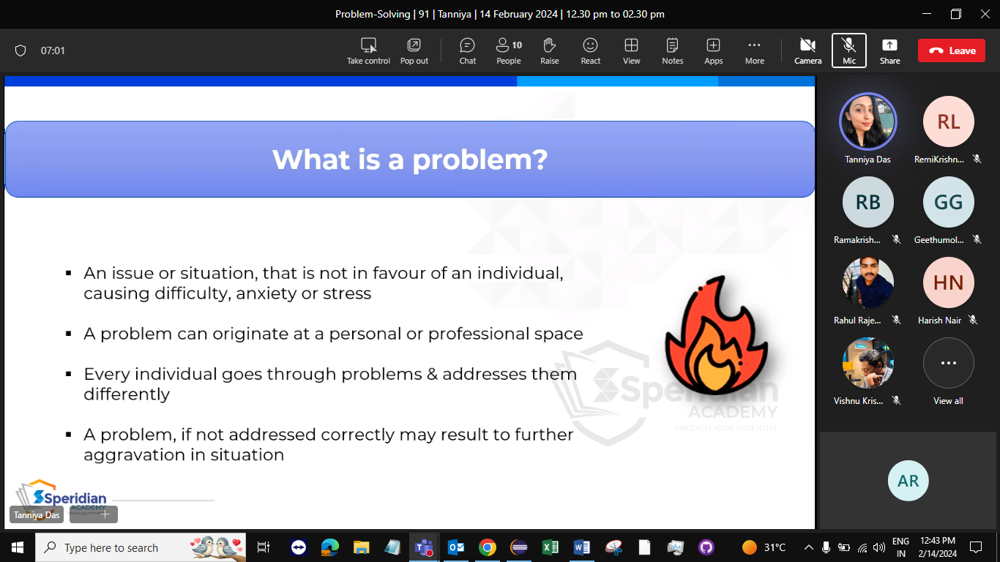 Problem-Solving | 91 | Tanniya | 14 February 2024 | 12.30 pm to 02.30 pm
07:01
Take control
Pop out
Chat
10
People
Raise
React
View
Notes
Apps
More
Camera
Mic
Share
Leave
What is a problem?
An issue or situation, that is not in favour of an individual,
causing difficulty, anxiety or stress
A problem can originate at a personal or professional space
Every individual goes through problems & addresses them
differently
A problem, if not addressed correctly may result to further
aggravation in situation
Speridian
ACADEMY
UNLEASH YOUR POTENTIAL
Speridian
ACADEMY
Tanniya Das
Tanniya Das
RL
RemiKrishn...
RB
Ramakrish...
GG
Geethumol...
Rahul Raje...
HN
Harish Nair
Vishnu Kris...
View all
AR
Type here to search
31°C
ENG
IN
12:43 PM
2/14/2024